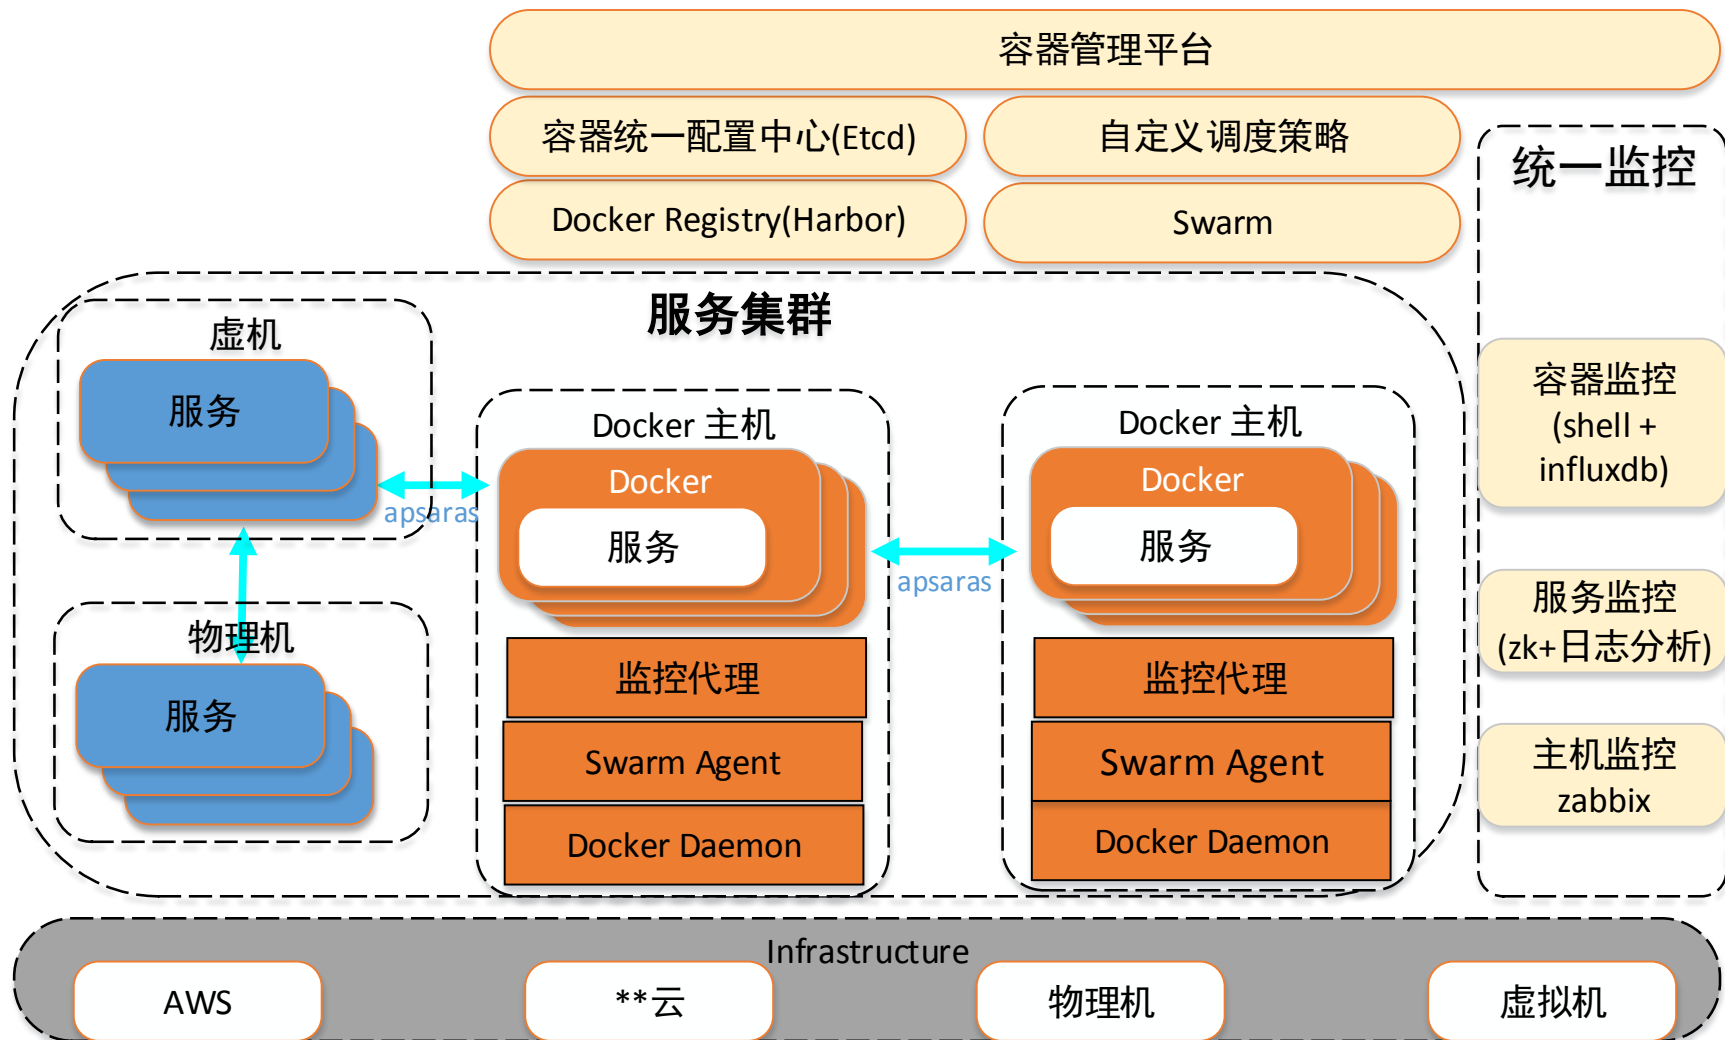 容器管理平台
容器统一配置中心(Etcd)
自定义调度策略
Docker Registry(Harbor)
Swarm
统一监控
服务集群
虚机
服务
apsaras
物理机
服务
Docker 主机
Docker
服务
监控代理
Swarm Agent
Docker Daemon
apsaras
Docker 主机
Docker
服务
监控代理
Swarm Agent
Docker Daemon
容器监控
(shell +
influxdb)
服务监控
(zk+日志分析)
主机监控
zabbix
Infrastructure
AWS
**云
物理机
虚拟机